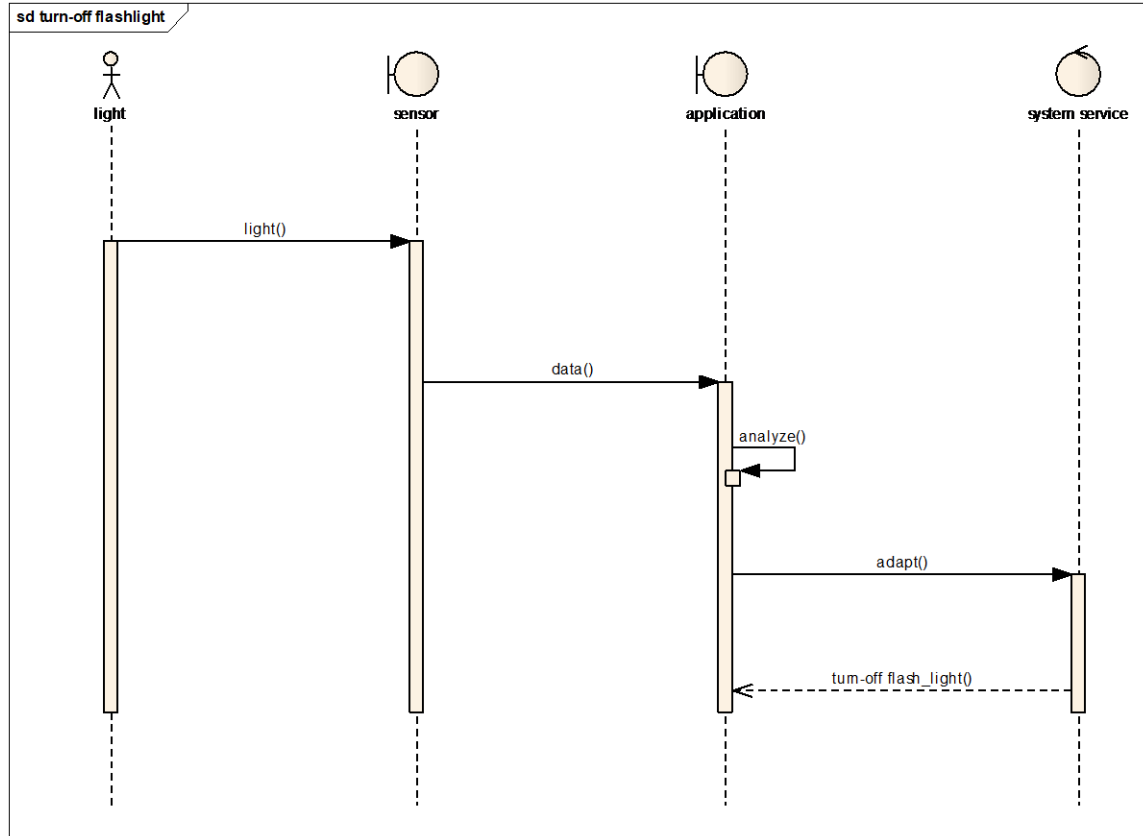 sd turn-off flashlight
light
sensor
application
system service
light()
data()
analyze()
adapt()
turn-off flash_light()